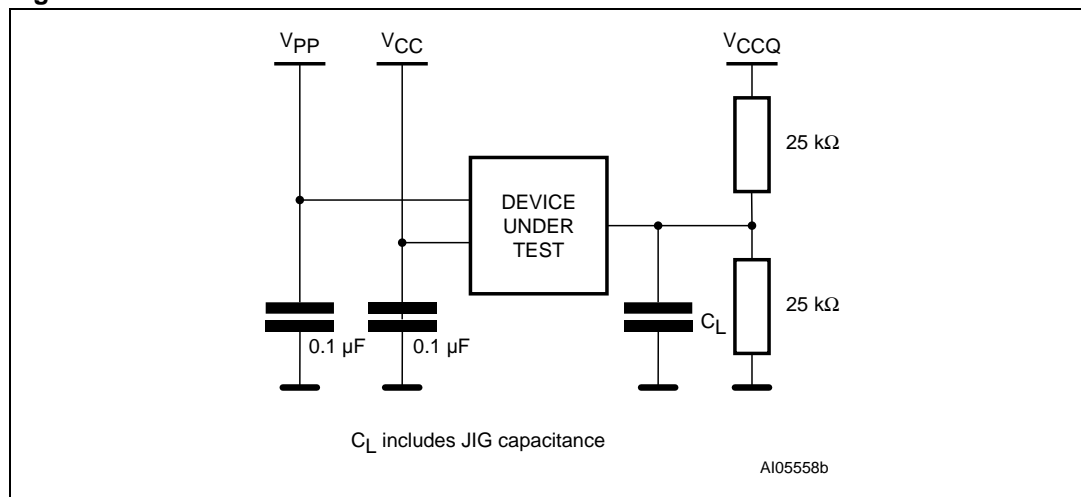 VPP
VCC
VCCQ
25 kΩ
DEVICE
UNDER
TEST
25 kΩ
CL
0.1 µF
0.1 µF
CL includes JIG capacitance
AI05558b